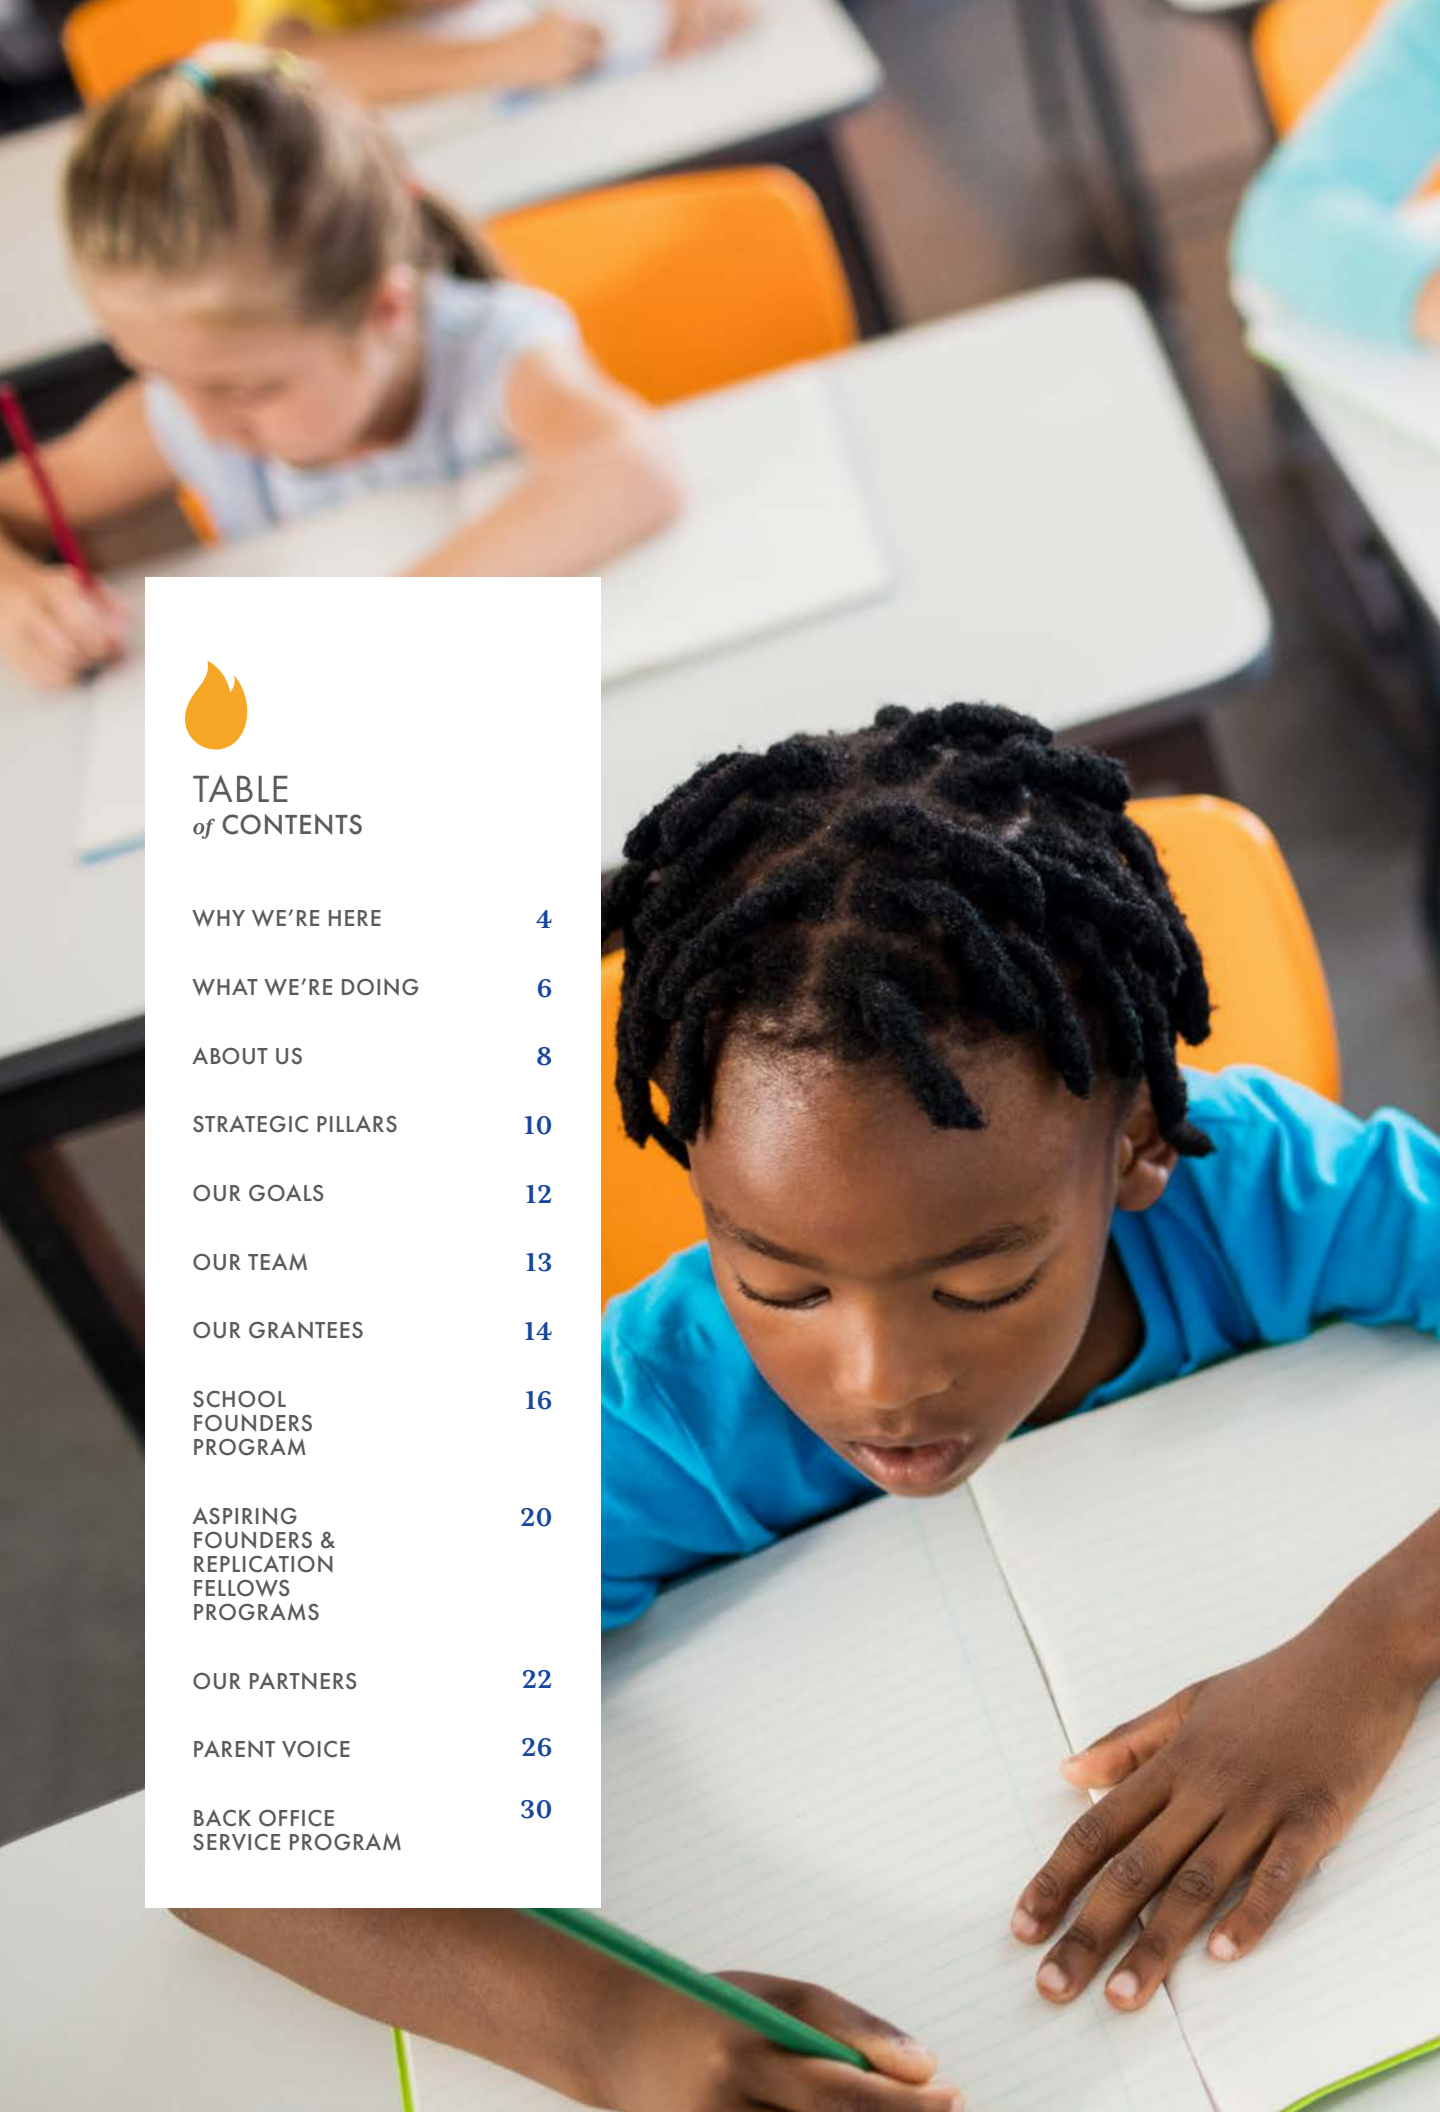 TABLE
of CONTENTS
WHY WE’RE HERE 4
WHAT WE’RE DOING 6
ABOUT US 8
STRATEGIC PILLARS 10
OUR GOALS 12
OUR TEAM 13
OUR GRANTEES 14
SCHOOL 16
FOUNDERS
PROGRAM
ASPIRING 20
FOUNDERS &
REPLICATION
FELLOWS
PROGRAMS
OUR PARTNERS 22
PARENT VOICE 26
BACK OFFICE 30
SERVICE PROGRAM